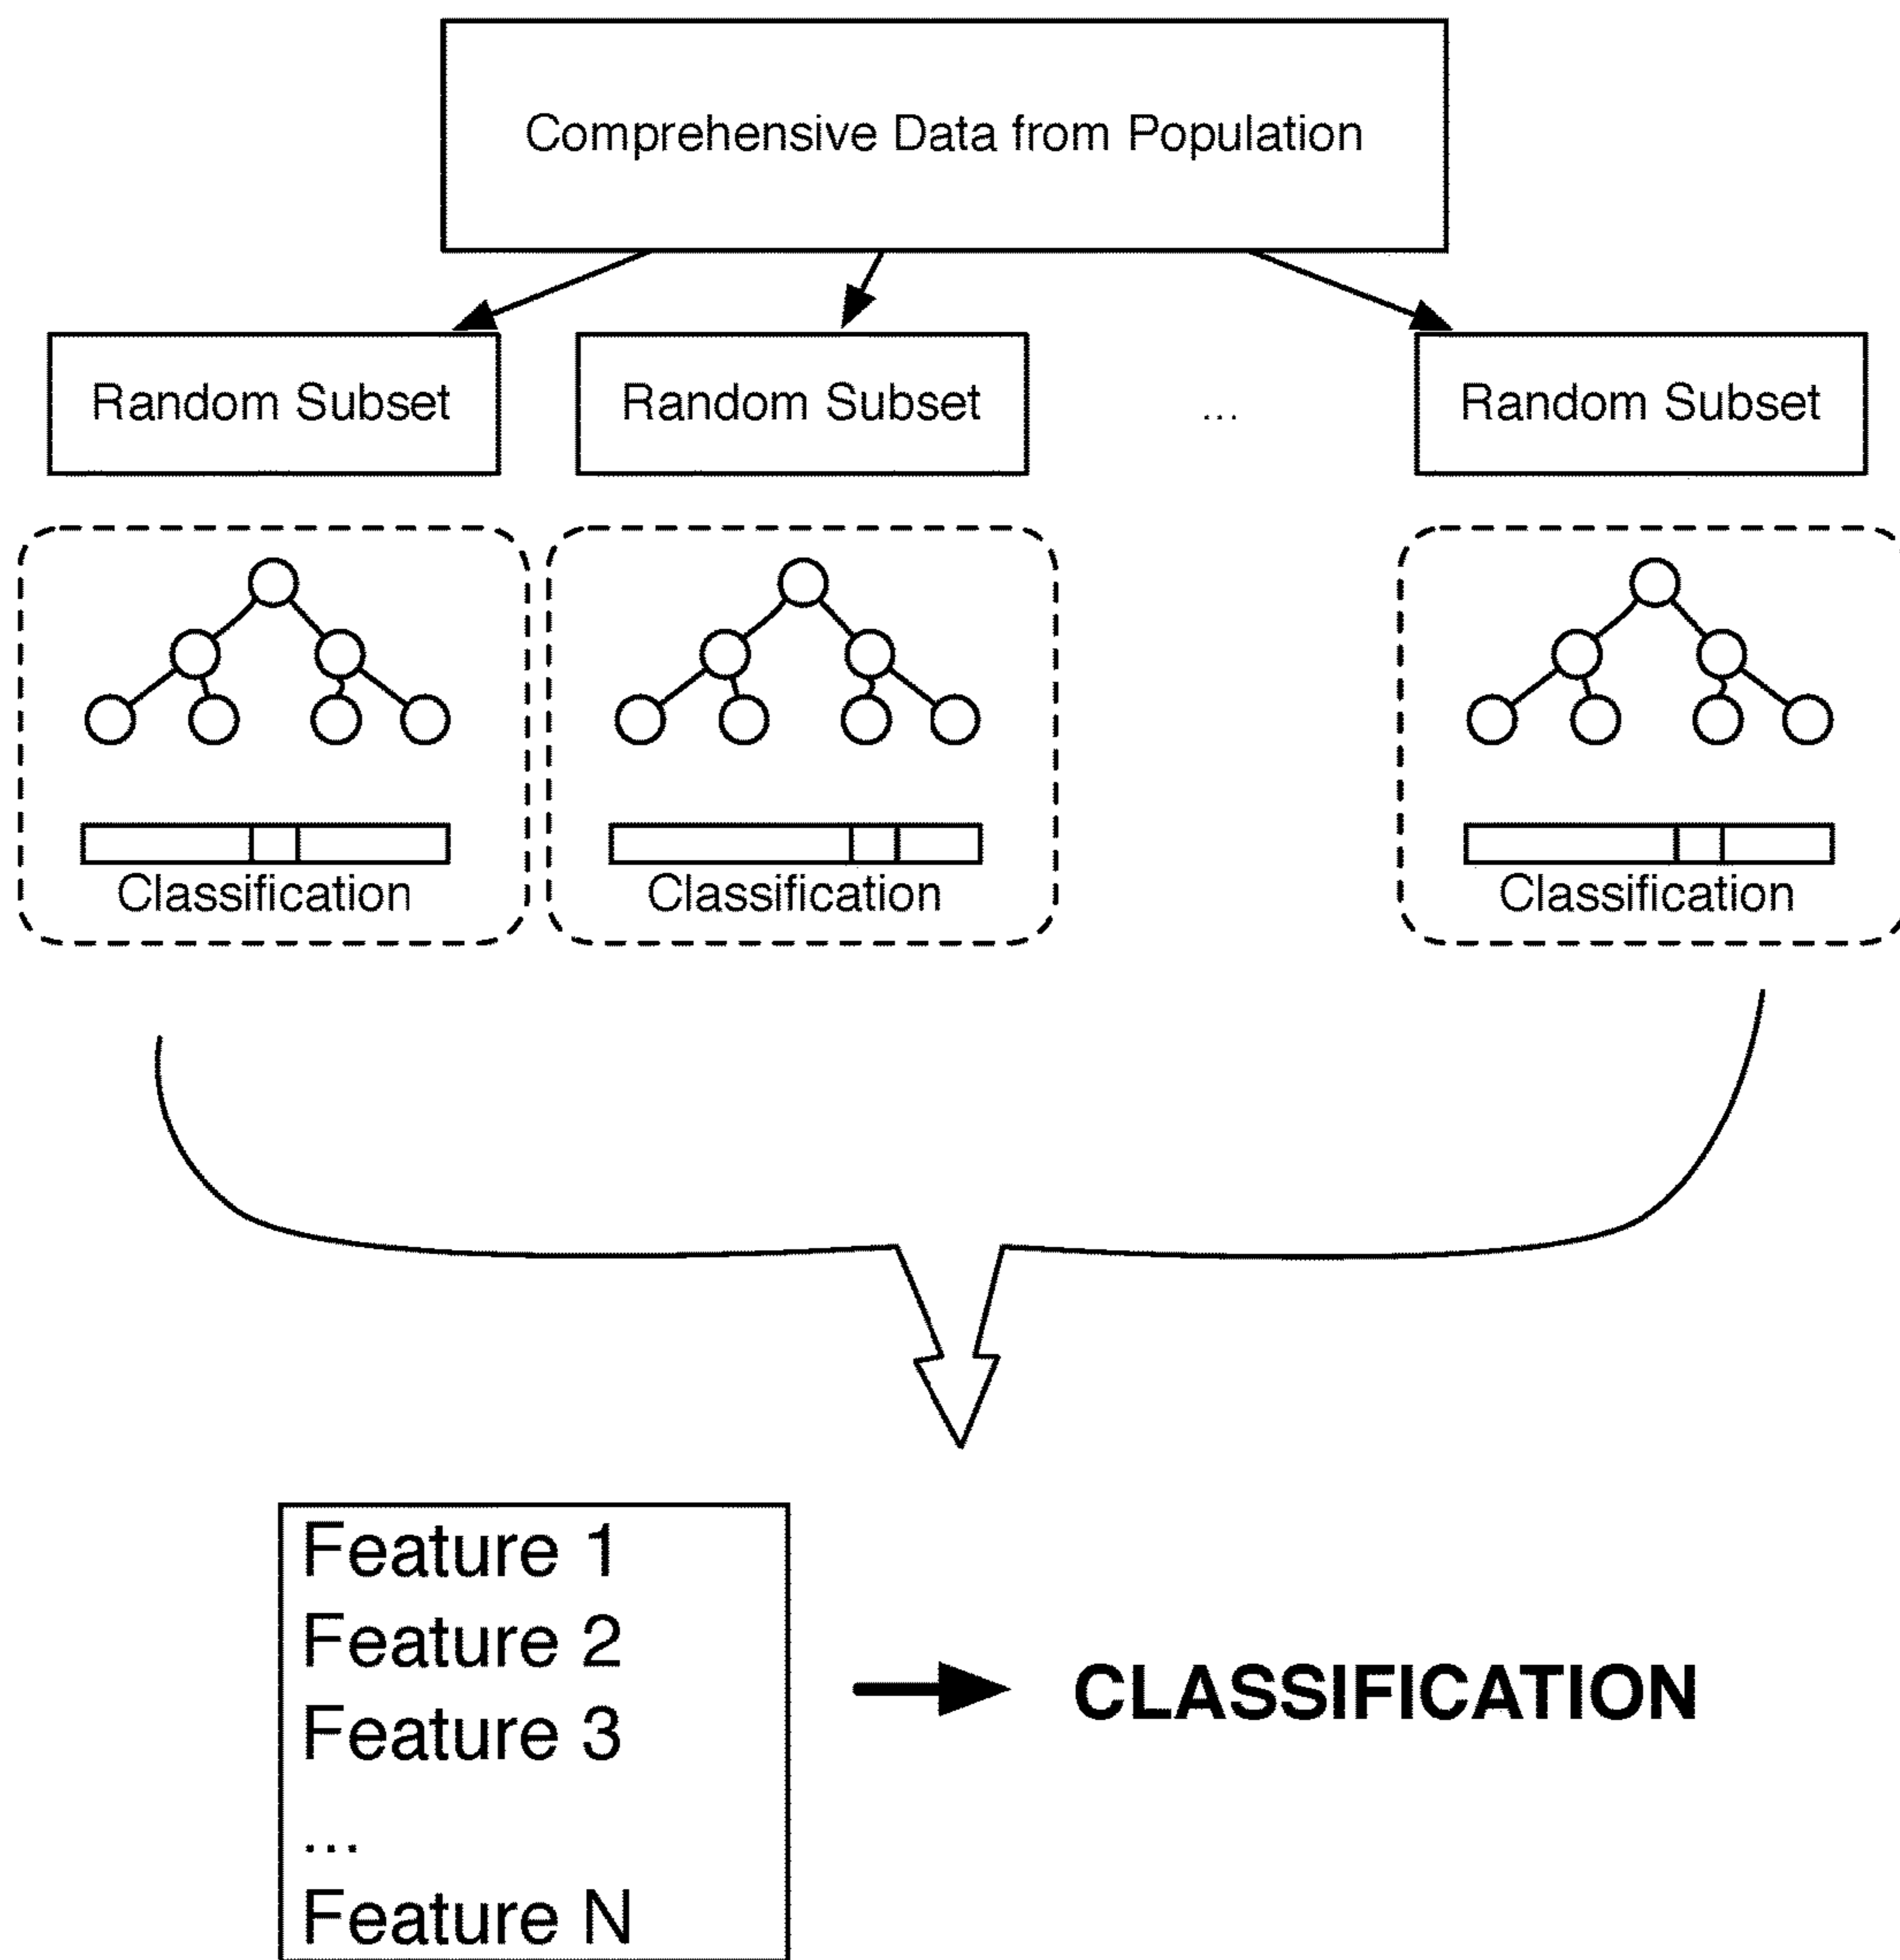 Comprehensive Data from Population
Random Subset
Random Subset
...
Random Subset
Classification
Classification
Classification
Feature 1
Feature 2
Feature 3
...
Feature N
CLASSIFICATION